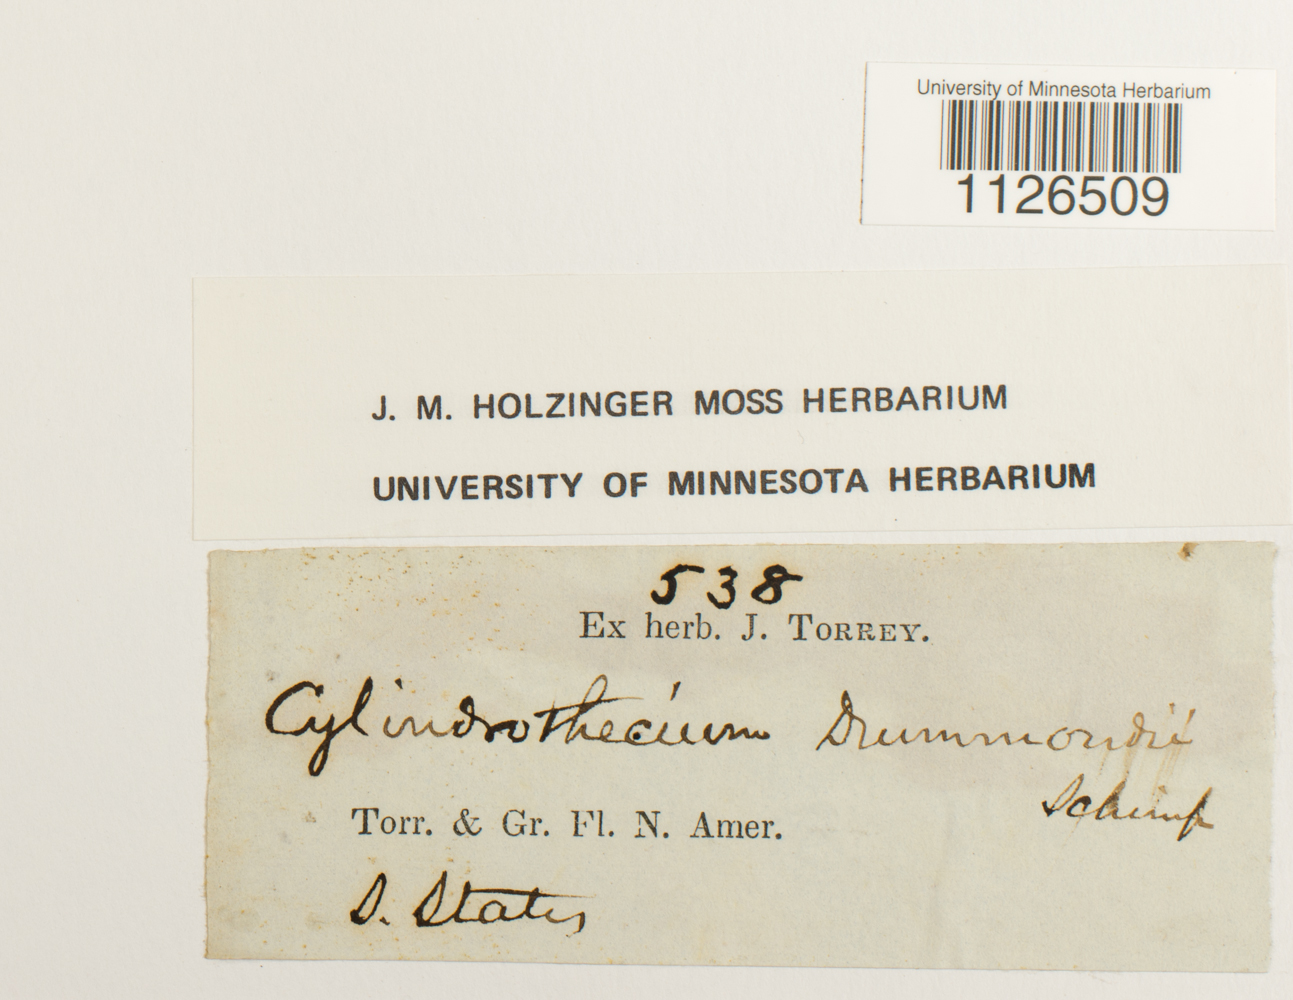 University of Minnesota Herbarium
1126509
J. M. HOLZINGER MOSS HERBARIUM
UNIVERSITY OF MINNESOTA HERBARIUM
538
Ex herb. J. TORREY.
Cylindrothecium Drummondii
Schimp
Torr. & Gr. Fl. N. Amer.
S. States